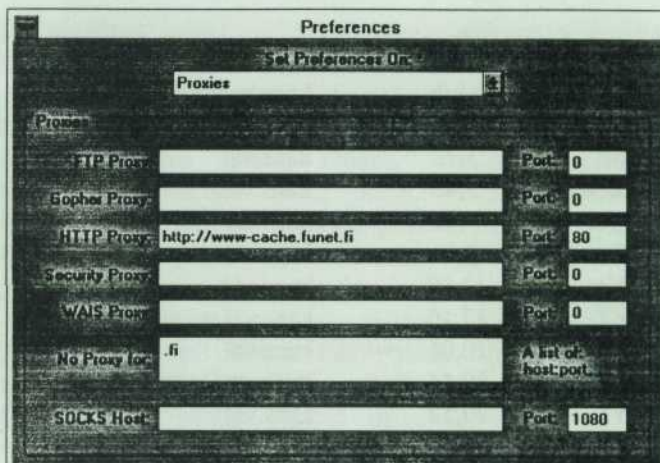 Preferences
Set Preferences On:
Proxies
Proxies
FTP Proxy: Port: 0
Gopher Proxy: Port: 0
HTTP Proxy: http://www-cache.funet.fi Port: 80
Security Proxy: Port: 0
WAIS Proxy: Port: 0
No Proxy for: .fi A list of:
host:port,
SOCKS Host: Port: 1080